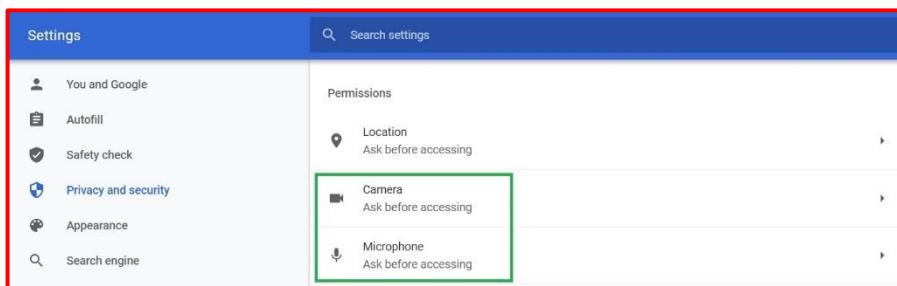 Settings
Search settings
You and Google
Autofill
Safety check
Privacy and security
Appearance
Search engine
Permissions
Location
Ask before accessing
Camera
Ask before accessing
Microphone
Ask before accessing